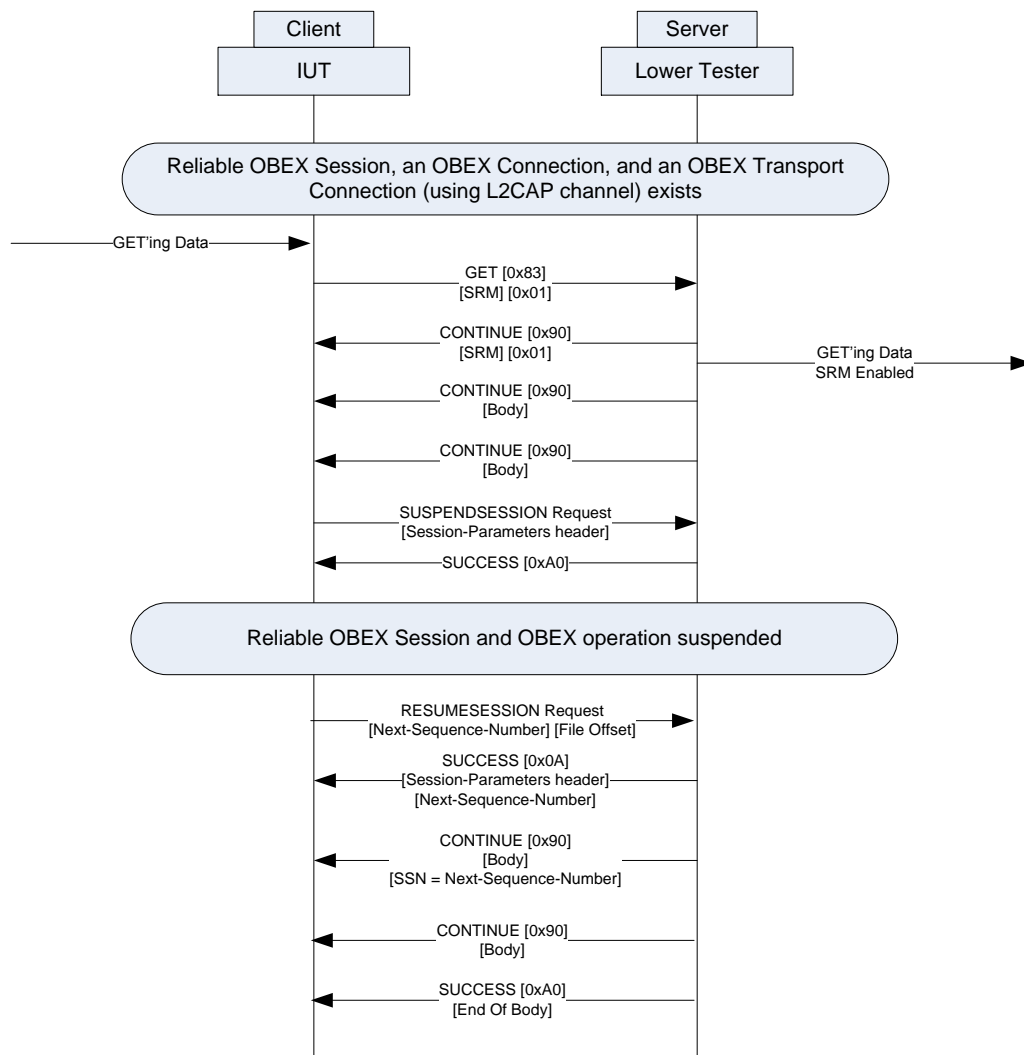 Client
Server
IUT
Lower Tester
Reliable OBEX Session, an OBEX Connection, and an OBEX Transport
Connection (using L2CAP channel) exists
GET'ing Data
GET [0x83]
[SRM] [0x01]
CONTINUE [0x90]
[SRM] [0x01]
GET'ing Data
SRM Enabled
CONTINUE [0x90]
[Body]
CONTINUE [0x90]
[Body]
SUSPENDSESSION Request
[Session-Parameters header]
SUCCESS [0xA0]
Reliable OBEX Session and OBEX operation suspended
RESUMESESSION Request
[Next-Sequence-Number] [File Offset]
SUCCESS [0x0A]
[Session-Parameters header]
[Next-Sequence-Number]
CONTINUE [0x90]
[Body]
[SSN = Next-Sequence-Number]
CONTINUE [0x90]
[Body]
SUCCESS [0xA0]
[End Of Body]